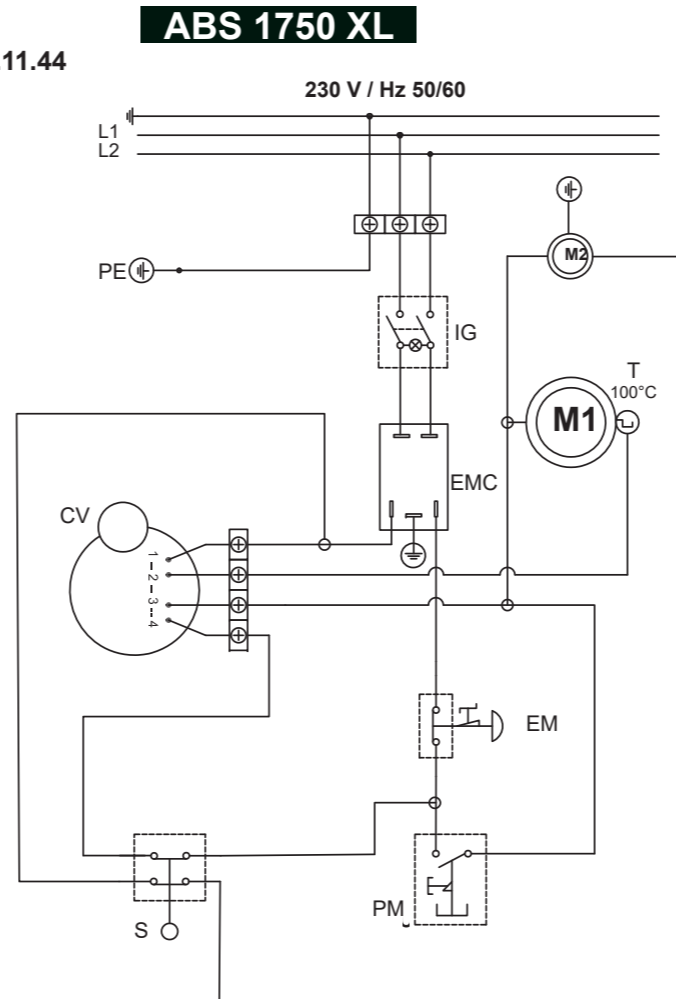 ABS 1750 XL
.11.44
230 V / Hz 50/60
L1
L2
M2
PE
IG
T
100°C
M1
EMC
CV
1--2--3--4
EM
PM
S